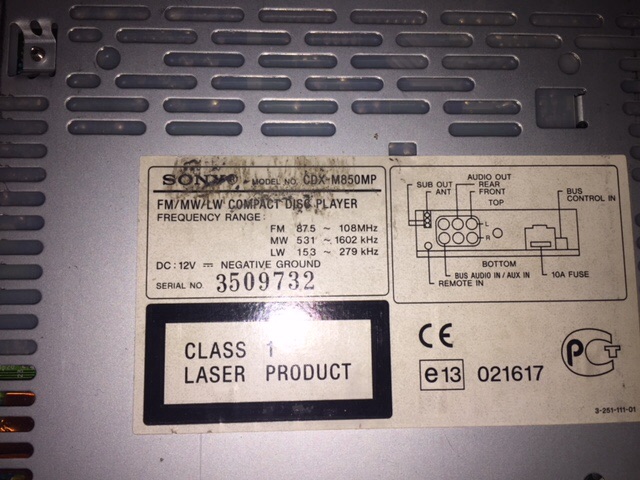 SONY MODEL NO. CDX-M850MP
FM/MW/LW COMPACT DISC PLAYER
FREQUENCY RANGE:
FM 87.5 ~ 108MHz
MW 531 ~ 1602 kHz
LW 153 ~ 279 kHz
DC: 12V ⎓ NEGATIVE GROUND
SERIAL NO 3509732
AUDIO OUT
SUB OUT REAR
ANT FRONT
BUS
CONTROL IN
TOP
L
R
BOTTOM
BUS AUDIO IN / AUX IN 10A FUSE
REMOTE IN
CLASS 1
LASER PRODUCT
CE
e13 021617
PCT
3-251-111-01